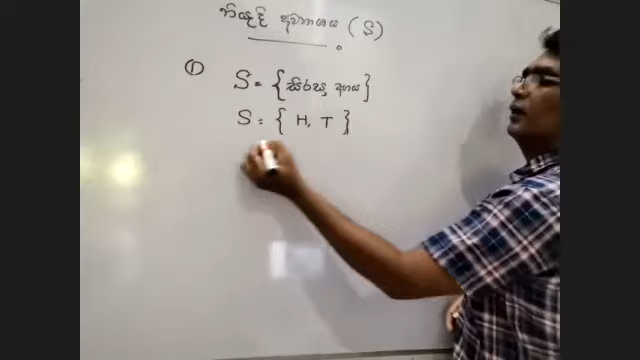 නියැදි අවකාශය (S)
① S = { සිරස, අගය }
S = { H, T }